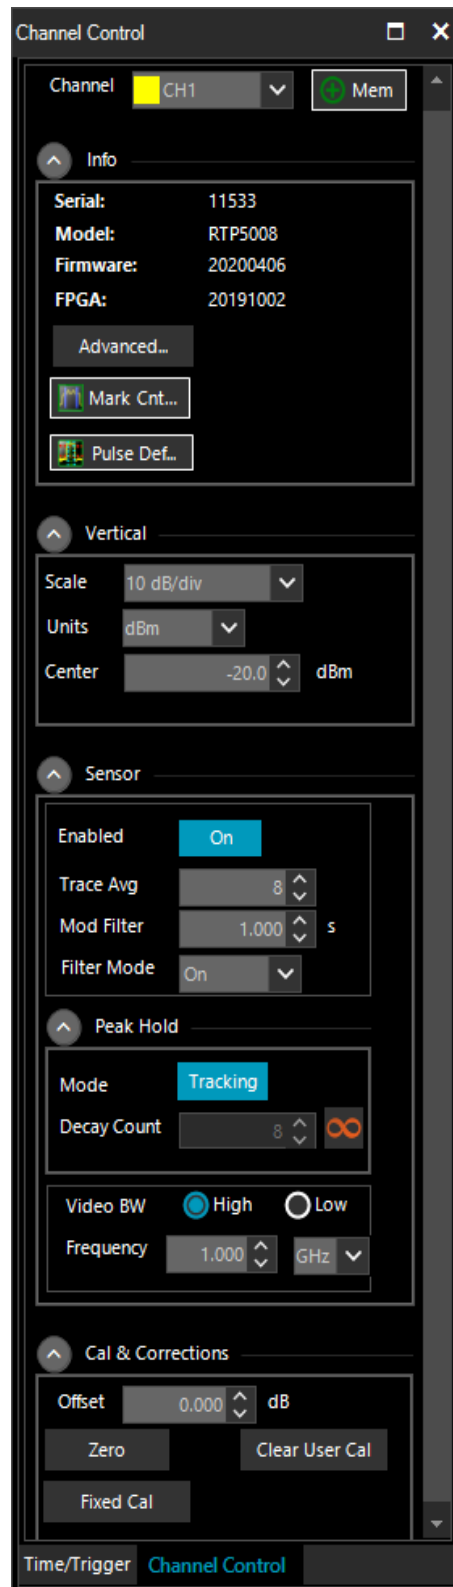 Channel Control
Channel CH1 Mem
Info
Serial: 11533
Model: RTP5008
Firmware: 20200406
FPGA: 20191002
Advanced...
Mark Cnt...
Pulse Def...
Vertical
Scale 10 dB/div
Units dBm
Center -20.0 dBm
Sensor
Enabled On
Trace Avg 8
Mod Filter 1.000 s
Filter Mode On
Peak Hold
Mode Tracking
Decay Count 8 ∞
Video BW High Low
Frequency 1.000 GHz
Cal & Corrections
Offset 0.000 dB
Zero Clear User Cal
Fixed Cal
Time/Trigger Channel Control